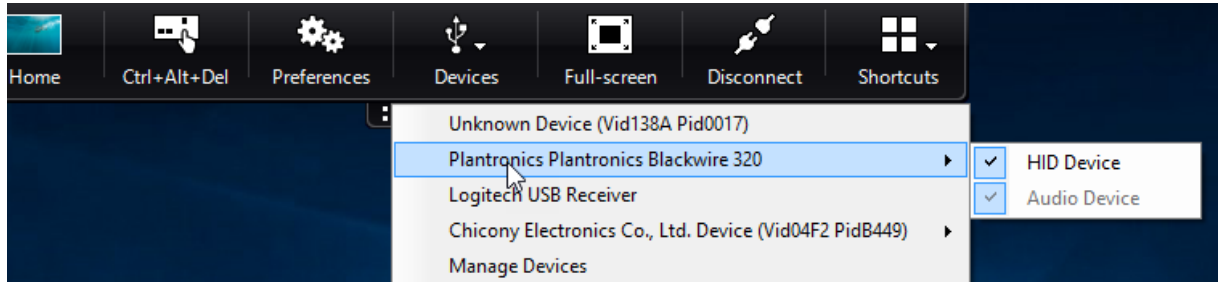 Home Ctrl+Alt+Del Preferences Devices Full-screen Disconnect Shortcuts
Unknown Device (Vid138A Pid0017)
Plantronics Plantronics Blackwire 320
HID Device
Logitech USB Receiver
Audio Device
Chicony Electronics Co., Ltd. Device (Vid04F2 PidB449)
Manage Devices